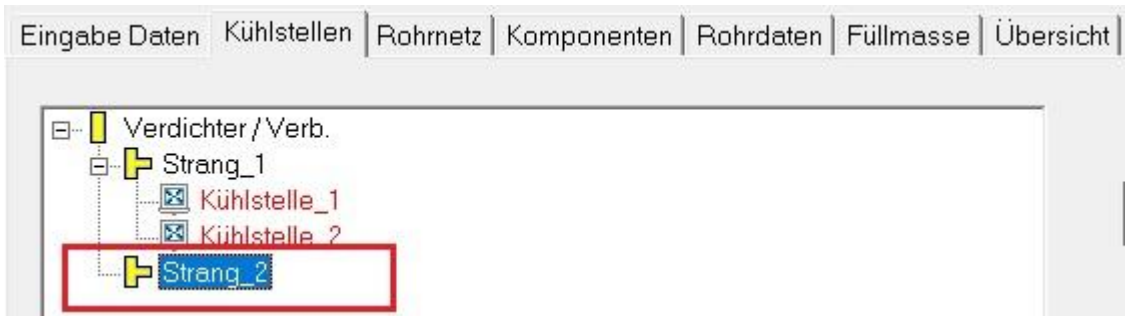 Eingabe Daten Kühlstellen Rohrnetz Komponenten Rohrdaten Füllmasse Übersicht
Verdichter / Verb.
Strang_1
Kühlstelle_1
Kühlstelle_2
Strang_2